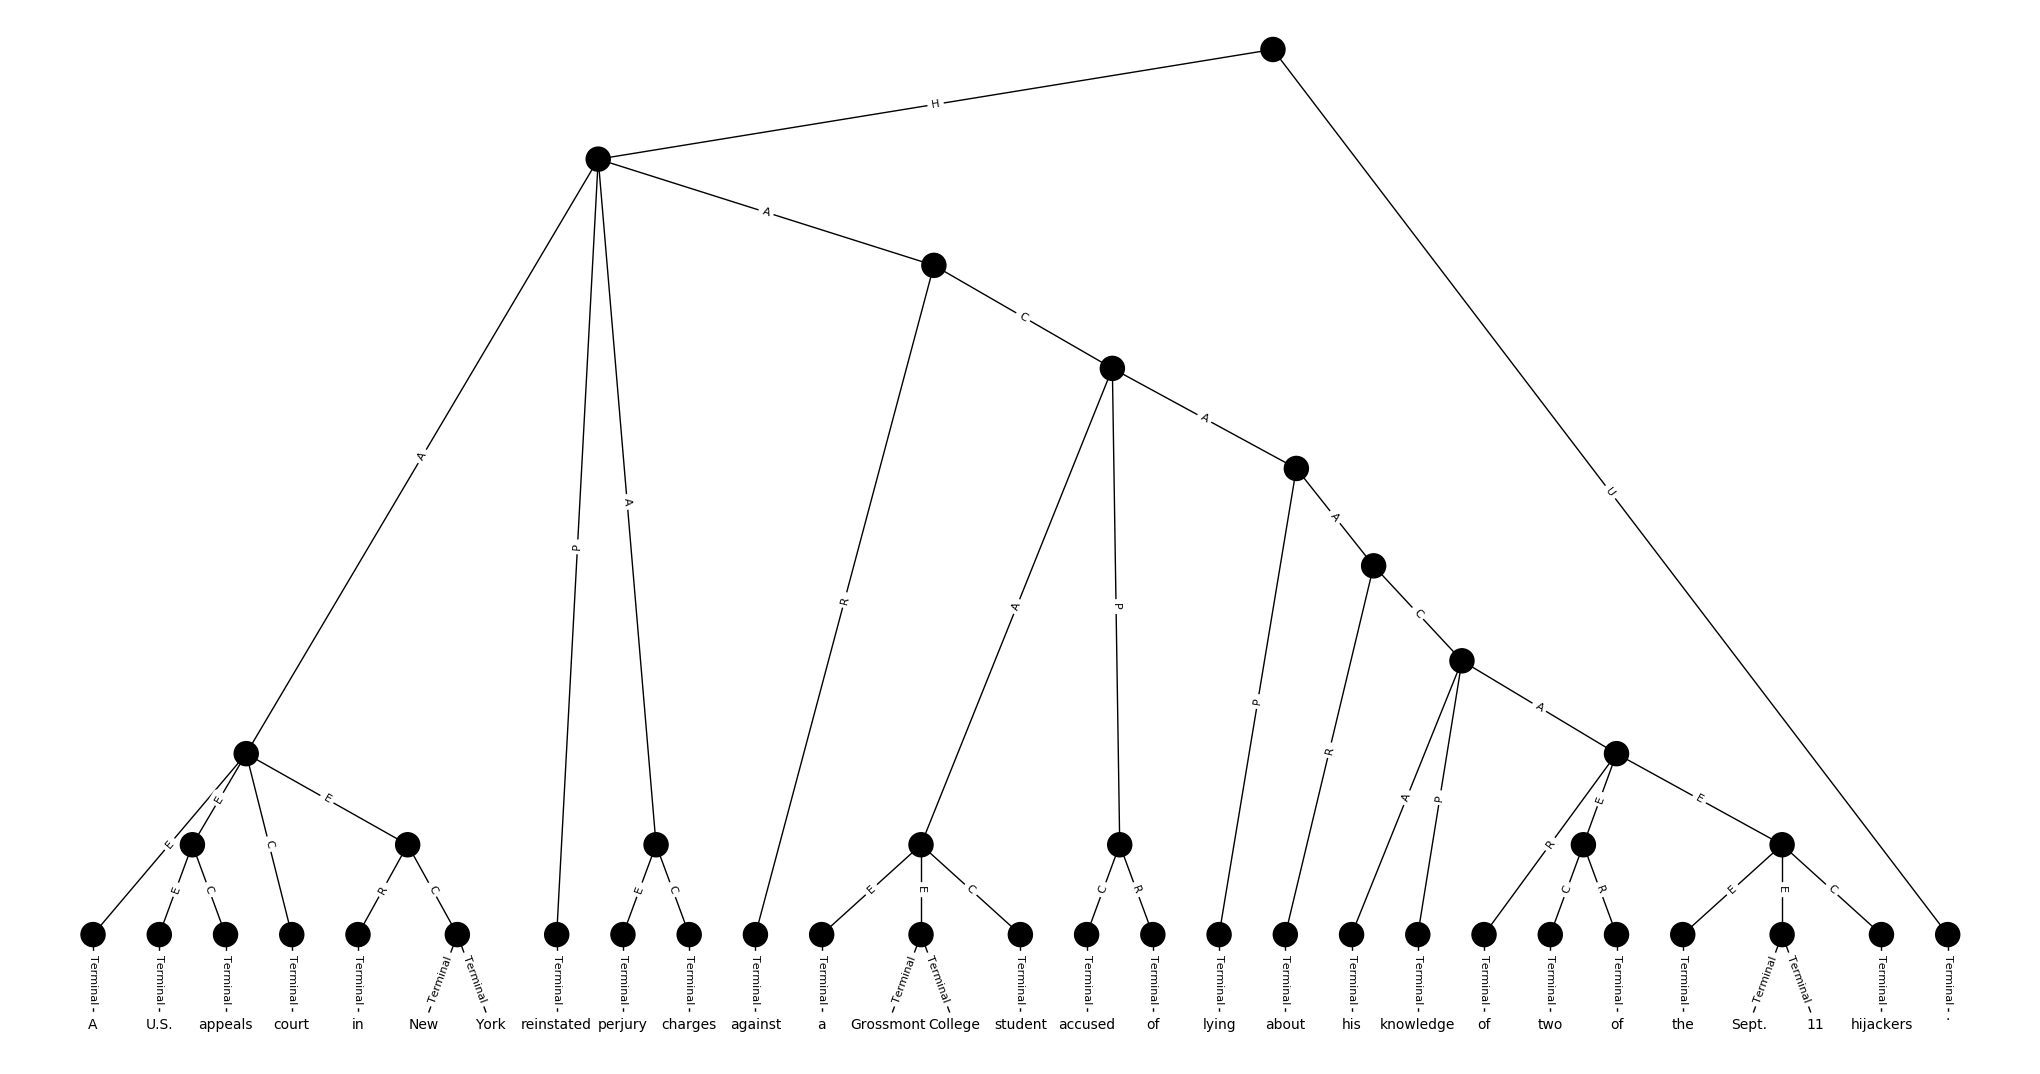 H
A
C
A
A
U
A
P
A
R
A
P
C
P
R
A
E
E
C
E
A
P
R
E
E
E
C
R
C
E
C
E
E
C
C
R
C
R
E
E
C
Terminal Terminal Terminal Terminal Terminal Terminal Terminal Terminal Terminal Terminal Terminal Terminal Terminal Terminal Terminal Terminal Terminal Terminal Terminal Terminal Terminal Terminal Terminal Terminal Terminal Terminal Terminal Terminal Terminal
A U.S. appeals court in New York reinstated perjury charges against a Grossmont College student accused of lying about his knowledge of two of the Sept. 11 hijackers .